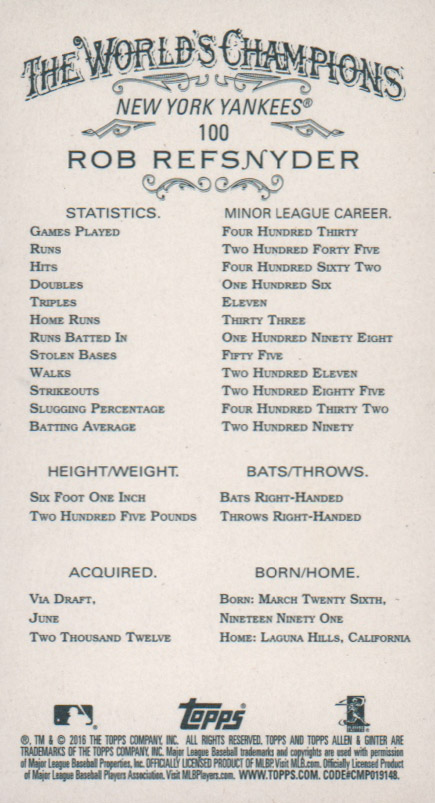 THE WORLD'S CHAMPIONS
NEW YORK YANKEES®
100
ROB REFSNYDER
STATISTICS. MINOR LEAGUE CAREER.
GAMES PLAYED FOUR HUNDRED THIRTY
RUNS TWO HUNDRED FORTY FIVE
HITS FOUR HUNDRED SIXTY TWO
DOUBLES ONE HUNDRED SIX
TRIPLES ELEVEN
HOME RUNS THIRTY THREE
RUNS BATTED IN ONE HUNDRED NINETY EIGHT
STOLEN BASES FIFTY FIVE
WALKS TWO HUNDRED ELEVEN
STRIKEOUTS TWO HUNDRED EIGHTY FIVE
SLUGGING PERCENTAGE FOUR HUNDRED THIRTY TWO
BATTING AVERAGE TWO HUNDRED NINETY
HEIGHT/WEIGHT. BATS/THROWS.
SIX FOOT ONE INCH BATS RIGHT-HANDED
TWO HUNDRED FIVE POUNDS THROWS RIGHT-HANDED
ACQUIRED. BORN/HOME.
VIA DRAFT, BORN: MARCH TWENTY SIXTH,
JUNE NINETEEN NINETY ONE
TWO THOUSAND TWELVE HOME: LAGUNA HILLS, CALIFORNIA
TOPPS®
®, TM & © 2016 THE TOPPS COMPANY, INC. ALL RIGHTS RESERVED. TOPPS AND TOPPS ALLEN & GINTER ARE
TRADEMARKS OF THE TOPPS COMPANY, INC. Major League Baseball trademarks and copyrights are used with permission
of Major League Baseball Properties, Inc. OFFICIALLY LICENSED PRODUCT OF MLBP. Visit MLB.com. Officially Licensed Product
of Major League Baseball Players Association. Visit MLBPlayers.com. WWW.TOPPS.COM. CODE#CMP019148.